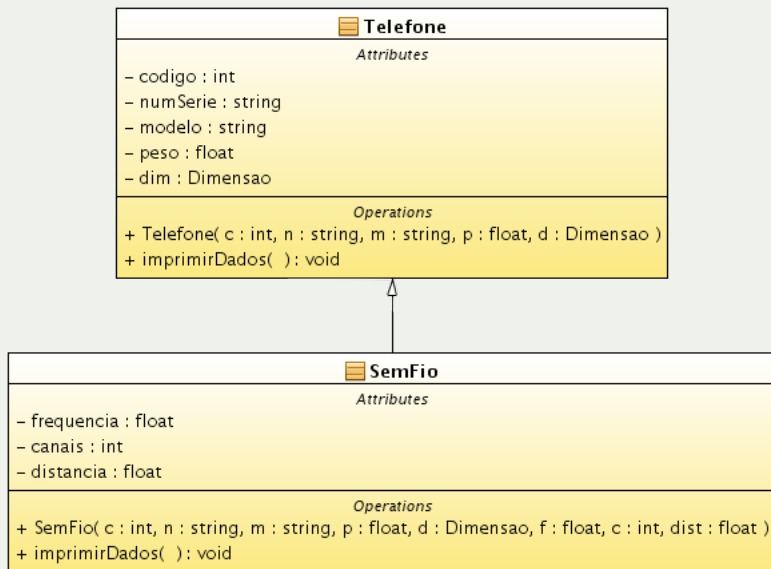 Telefone
Attributes
– codigo : int
– numSerie : string
– modelo : string
– peso : float
– dim : Dimensao
Operations
+ Telefone( c : int, n : string, m : string, p : float, d : Dimensao )
+ imprimirDados( ) : void
SemFio
Attributes
– frequencia : float
– canais : int
– distancia : float
Operations
+ SemFio( c : int, n : string, m : string, p : float, d : Dimensao, f : float, c : int, dist : float )
+ imprimirDados( ) : void